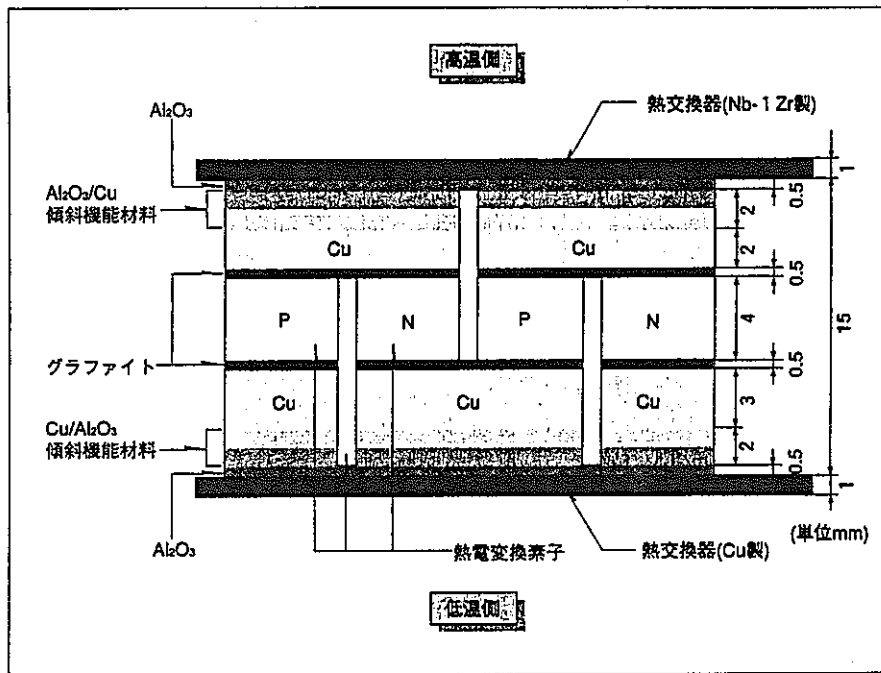 高温側
Al₂O₃
熱交換器(Nb-1 Zr製)
Al₂O₃/Cu
傾斜機能材料
Cu
Cu
P
N
P
N
グラファイト
Cu
Cu
Cu
Cu/Al₂O₃
傾斜機能材料
Al₂O₃
熱電変換素子
熱交換器(Cu製)
低温側
1
0.5
2
2
0.5
4
0.5
3
2
0.5
15
1
(単位mm)